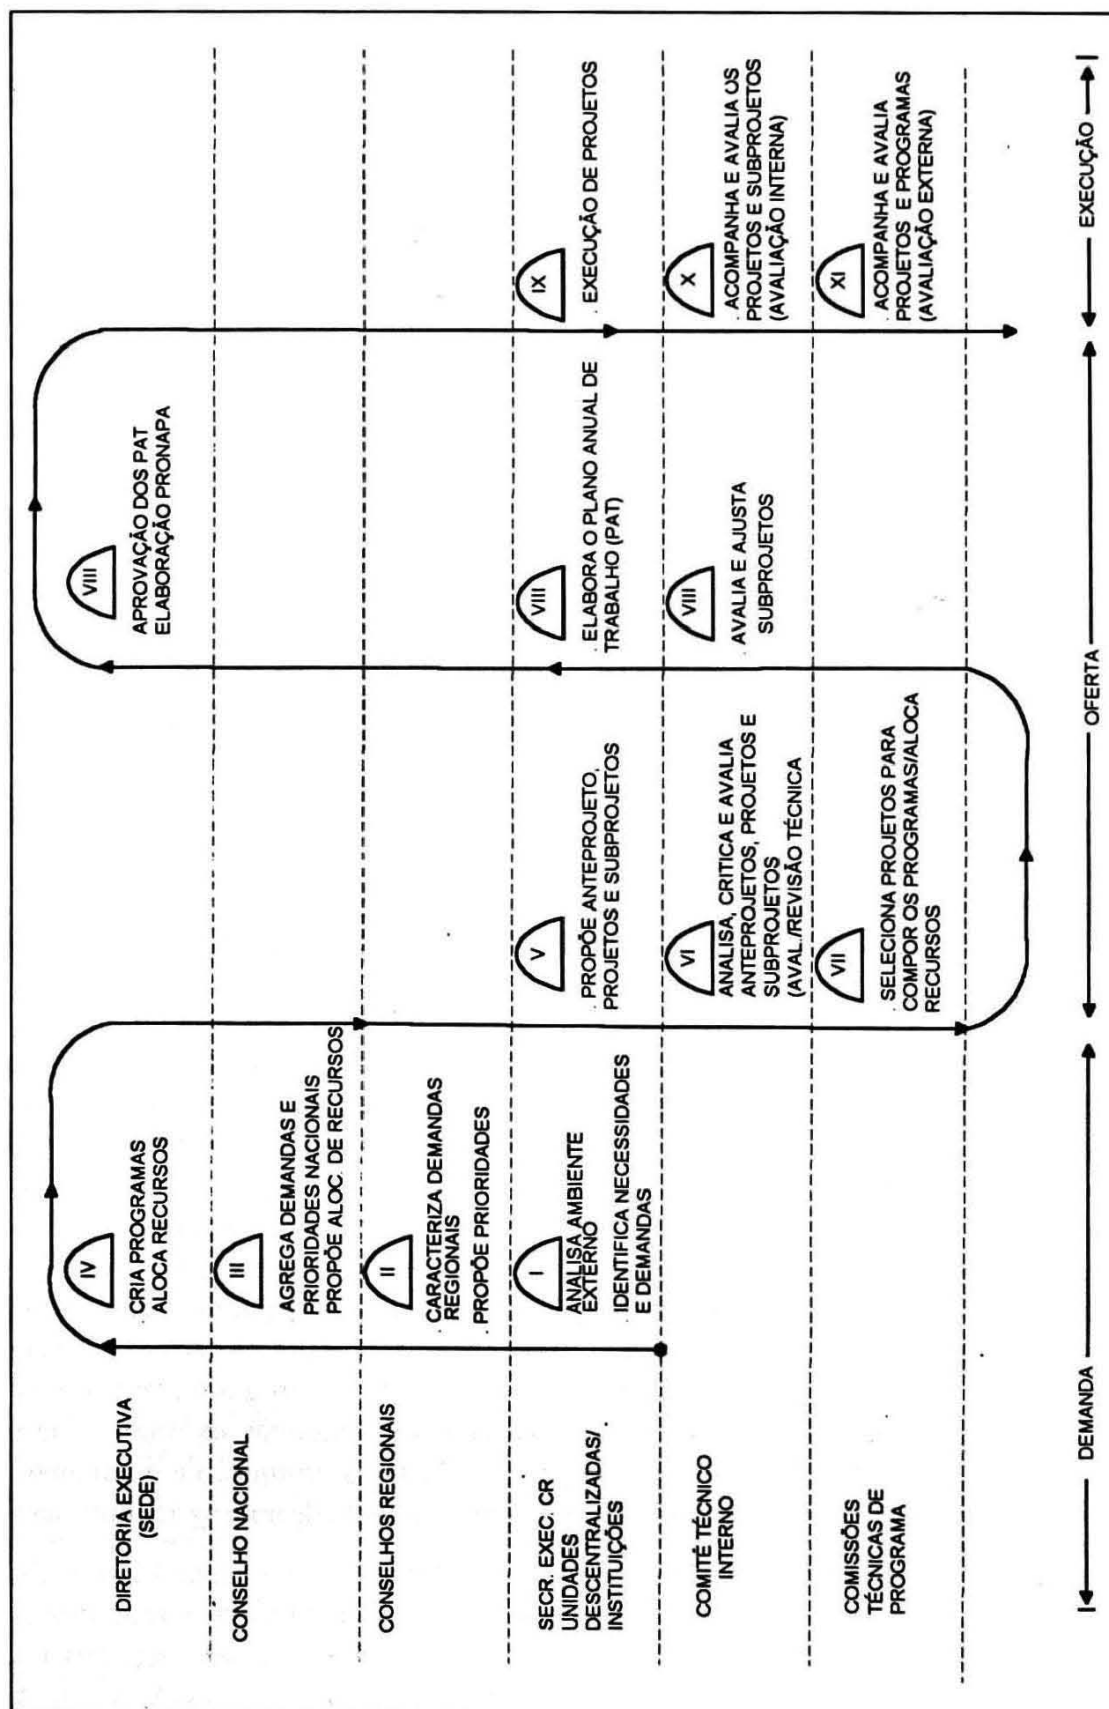 DIRETORIA EXECUTIVA
(SEDE)
IV
CRIA PROGRAMAS
ALOCA RECURSOS
VIII
APROVAÇÃO DOS PAT
ELABORAÇÃO PRONAPA
CONSELHO NACIONAL
III
AGREGA DEMANDAS E
PRIORIDADES NACIONAIS
PROPÕE ALOC. DE RECURSOS
CONSELHOS REGIONAIS
II
CARACTERIZA DEMANDAS
REGIONAIS
PROPÕE PRIORIDADES
SECR. EXEC. CR
UNIDADES
DESCENTRALIZADAS/
INSTITUIÇÕES
I
ANALISA AMBIENTE
EXTERNO
IDENTIFICA NECESSIDADES
E DEMANDAS
V
PROPÕE ANTEPROJETO,
PROJETOS E SUBPROJETOS
VIII
ELABORA O PLANO ANUAL DE
TRABALHO (PAT)
IX
EXECUÇÃO DE PROJETOS
COMITÉ TÉCNICO
INTERNO
VI
ANALISA, CRITICA E AVALIA
ANTEPROJETOS, PROJETOS E
SUBPROJETOS
(AVAL./REVISÃO TÉCNICA
VIII
AVALIA E AJUSTA
SUBPROJETOS
X
ACOMPANHA E AVALIA OS
PROJETOS E SUBPROJETOS
(AVALIAÇÃO INTERNA)
COMISSÕES
TÉCNICAS DE
PROGRAMA
VII
SELECIONA PROJETOS PARA
COMPOR OS PROGRAMAS/ALOCA
RECURSOS
XI
ACOMPANHA E AVALIA
PROJETOS E PROGRAMAS
(AVALIAÇÃO EXTERNA)
DEMANDA
OFERTA
EXECUÇÃO